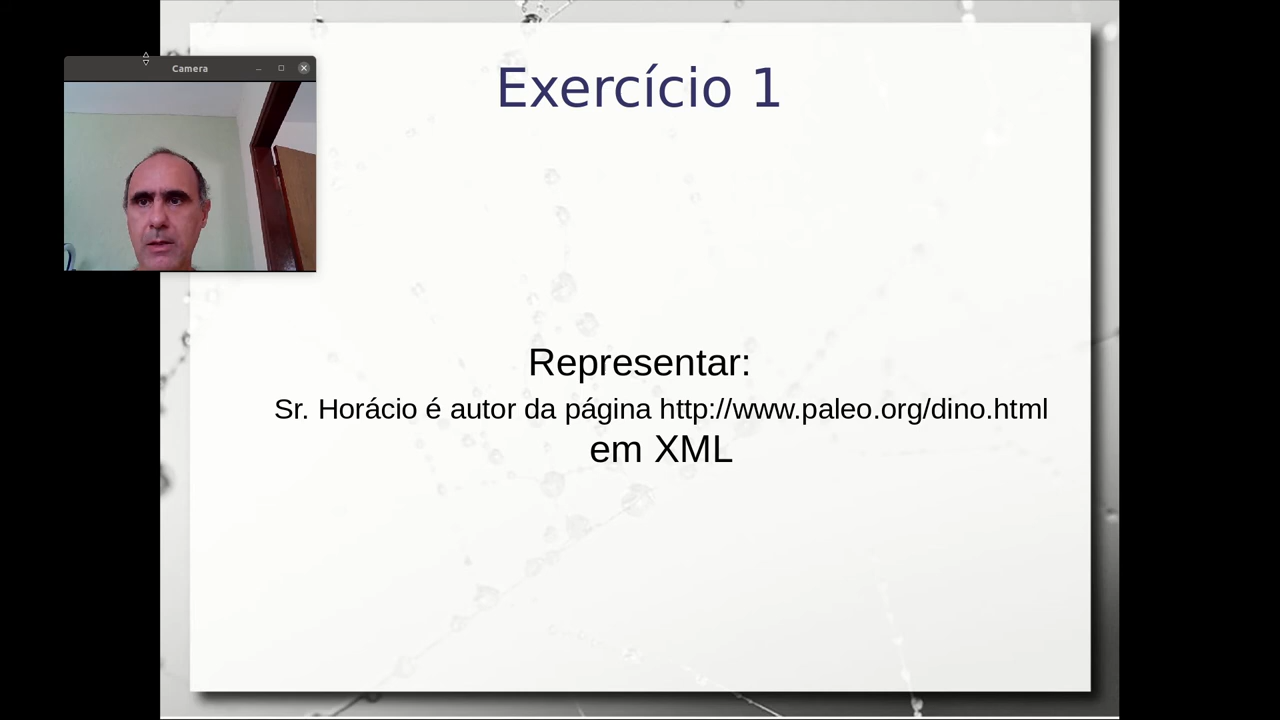 Camera
Exercício 1
Representar:
Sr. Horácio é autor da página http://www.paleo.org/dino.html
em XML